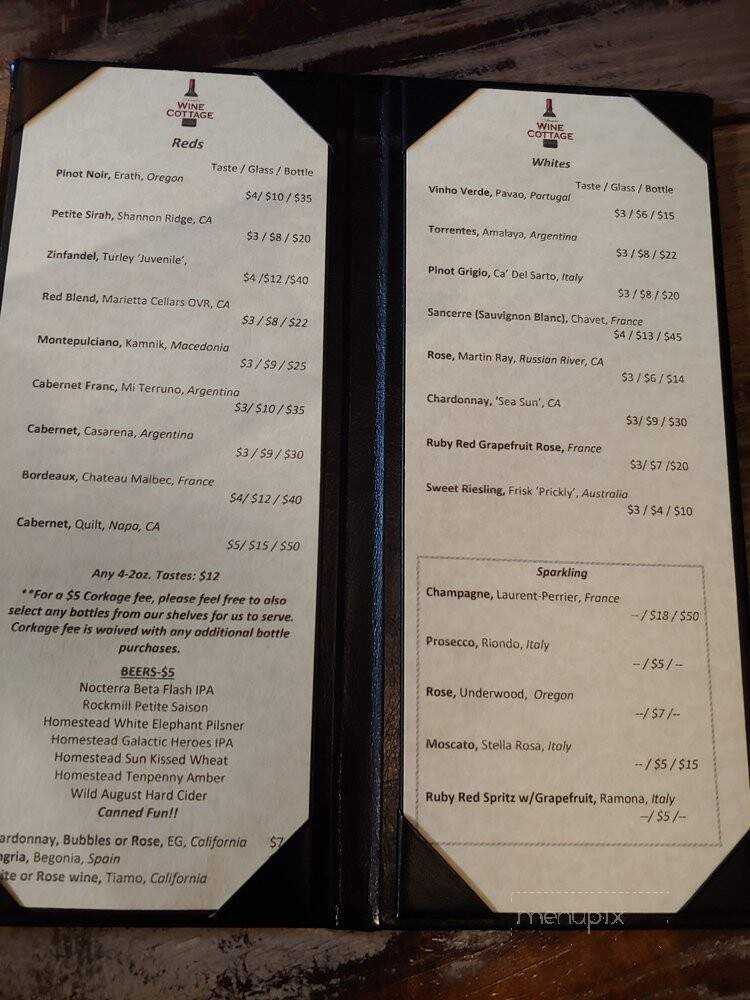 WINE
COTTAGE
Reds
Taste / Glass / Bottle
Pinot Noir, Erath, Oregon
$4/ $10 / $35
Petite Sirah, Shannon Ridge, CA
$3 / $8 / $20
Zinfandel, Turley ‘Juvenile’,
$4 /$12 /$40
Red Blend, Marietta Cellars OVR, CA
$3 / $8 / $22
Montepulciano, Kamnik, Macedonia
$3 / $9 / $25
Cabernet Franc, Mi Terruno, Argentina
$3/ $10 / $35
Cabernet, Casarena, Argentina
$3 / $9 / $30
Bordeaux, Chateau Malbec, France
$4/ $12 / $40
Cabernet, Quilt, Napa, CA
$5/ $15 / $50
Any 4-2oz. Tastes: $12
**For a $5 Corkage fee, please feel free to also
select any bottles from our shelves for us to serve.
Corkage fee is waived with any additional bottle
purchases.
BEERS-$5
Nocterra Beta Flash IPA
Rockmill Petite Saison
Homestead White Elephant Pilsner
Homestead Galactic Heroes IPA
Homestead Sun Kissed Wheat
Homestead Tenpenny Amber
Wild August Hard Cider
Canned Fun!!
ardonnay, Bubbles or Rose, EG, California $7
ngria, Begonia, Spain
ite or Rose wine, Tiamo, California
WINE
COTTAGE
Whites
Taste / Glass / Bottle
Vinho Verde, Pavao, Portugal
$3 / $6 / $15
Torrentes, Amalaya, Argentina
$3 / $8 / $22
Pinot Grigio, Ca’ Del Sarto, Italy
$3 / $8 / $20
Sancerre (Sauvignon Blanc), Chavet, France
$4 / $13 / $45
Rose, Martin Ray, Russian River, CA
$3 / $6 / $14
Chardonnay, ‘Sea Sun’, CA
$3/ $9 / $30
Ruby Red Grapefruit Rose, France
$3/ $7 /$20
Sweet Riesling, Frisk ‘Prickly’, Australia
$3 / $4 / $10
Sparkling
Champagne, Laurent-Perrier, France
-- / $18 / $50
Prosecco, Riondo, Italy
-- / $5 / --
Rose, Underwood, Oregon
--/ $7 /--
Moscato, Stella Rosa, Italy
-- / $5 / $15
Ruby Red Spritz w/Grapefruit, Ramona, Italy
--/ $5 /--
menupix